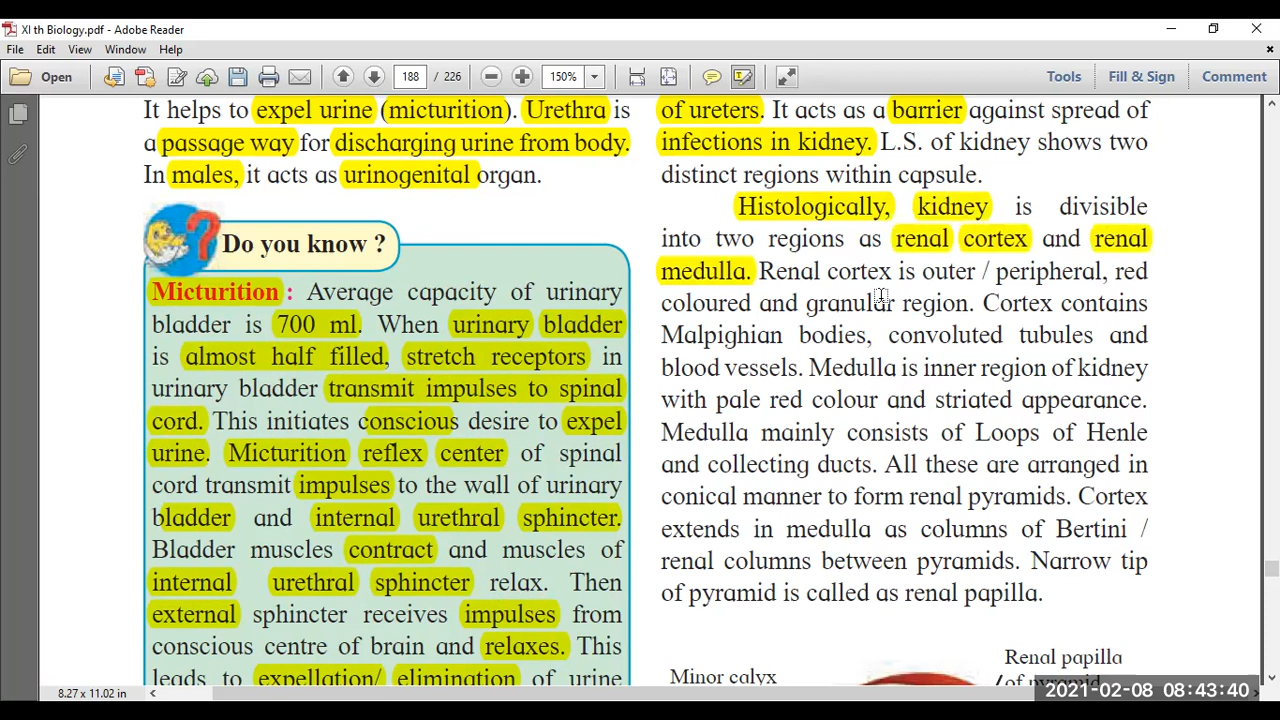 XI th Biology.pdf - Adobe Reader
File Edit View Window Help
Open 188 / 226 150% Tools Fill & Sign Comment
It helps to expel urine (micturition). Urethra is
a passage way for discharging urine from body.
In males, it acts as urinogenital organ.
Do you know ?
Micturition : Average capacity of urinary
bladder is 700 ml. When urinary bladder
is almost half filled, stretch receptors in
urinary bladder transmit impulses to spinal
cord. This initiates conscious desire to expel
urine. Micturition reflex center of spinal
cord transmit impulses to the wall of urinary
bladder and internal urethral sphincter.
Bladder muscles contract and muscles of
internal urethral sphincter relax. Then
external sphincter receives impulses from
conscious centre of brain and relaxes. This
leads to expellation/ elimination of urine
of ureters. It acts as a barrier against spread of
infections in kidney. L.S. of kidney shows two
distinct regions within capsule.
Histologically, kidney is divisible
into two regions as renal cortex and renal
medulla. Renal cortex is outer / peripheral, red
coloured and granular region. Cortex contains
Malpighian bodies, convoluted tubules and
blood vessels. Medulla is inner region of kidney
with pale red colour and striated appearance.
Medulla mainly consists of Loops of Henle
and collecting ducts. All these are arranged in
conical manner to form renal pyramids. Cortex
extends in medulla as columns of Bertini /
renal columns between pyramids. Narrow tip
of pyramid is called as renal papilla.
Minor calyx
Renal papilla
of pyramid
8.27 x 11.02 in
2021-02-08 08:43:40